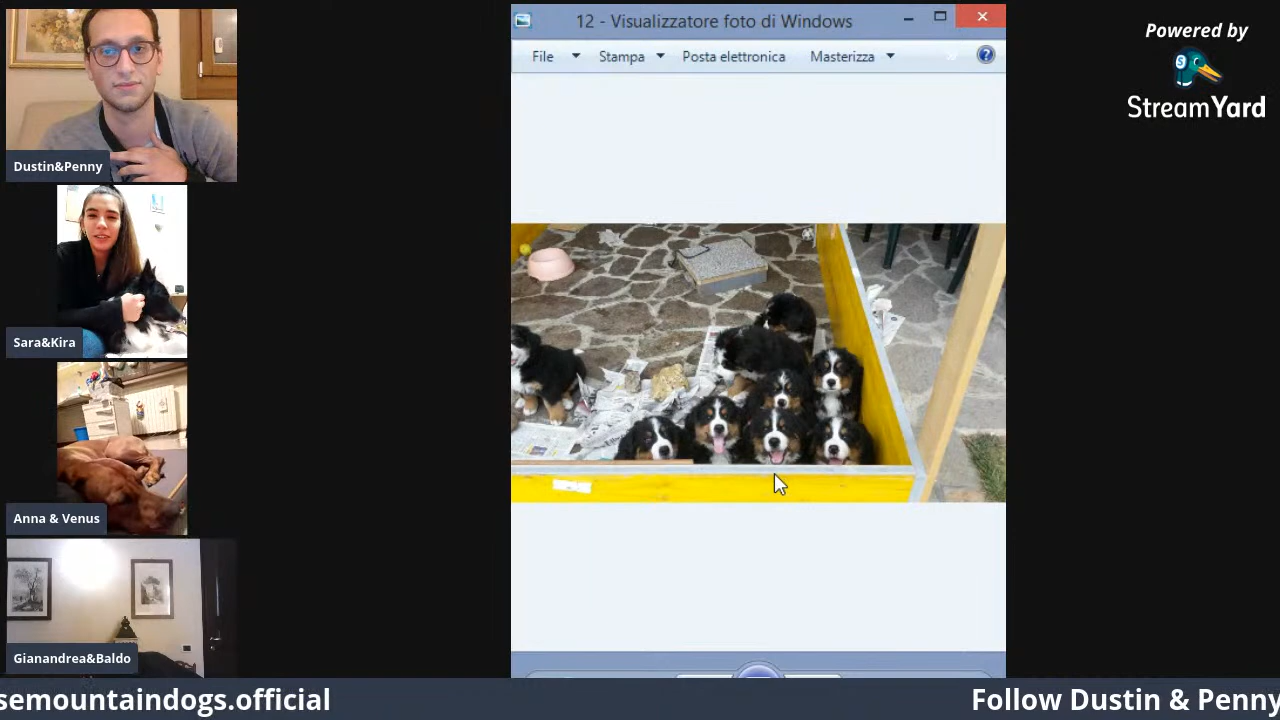 12 - Visualizzatore foto di Windows
File Stampa Posta elettronica Masterizza
Powered by
StreamYard
Dustin&Penny
Sara&Kira
Anna & Venus
Gianandrea&Baldo
semountaindogs.official
Follow Dustin & Penny